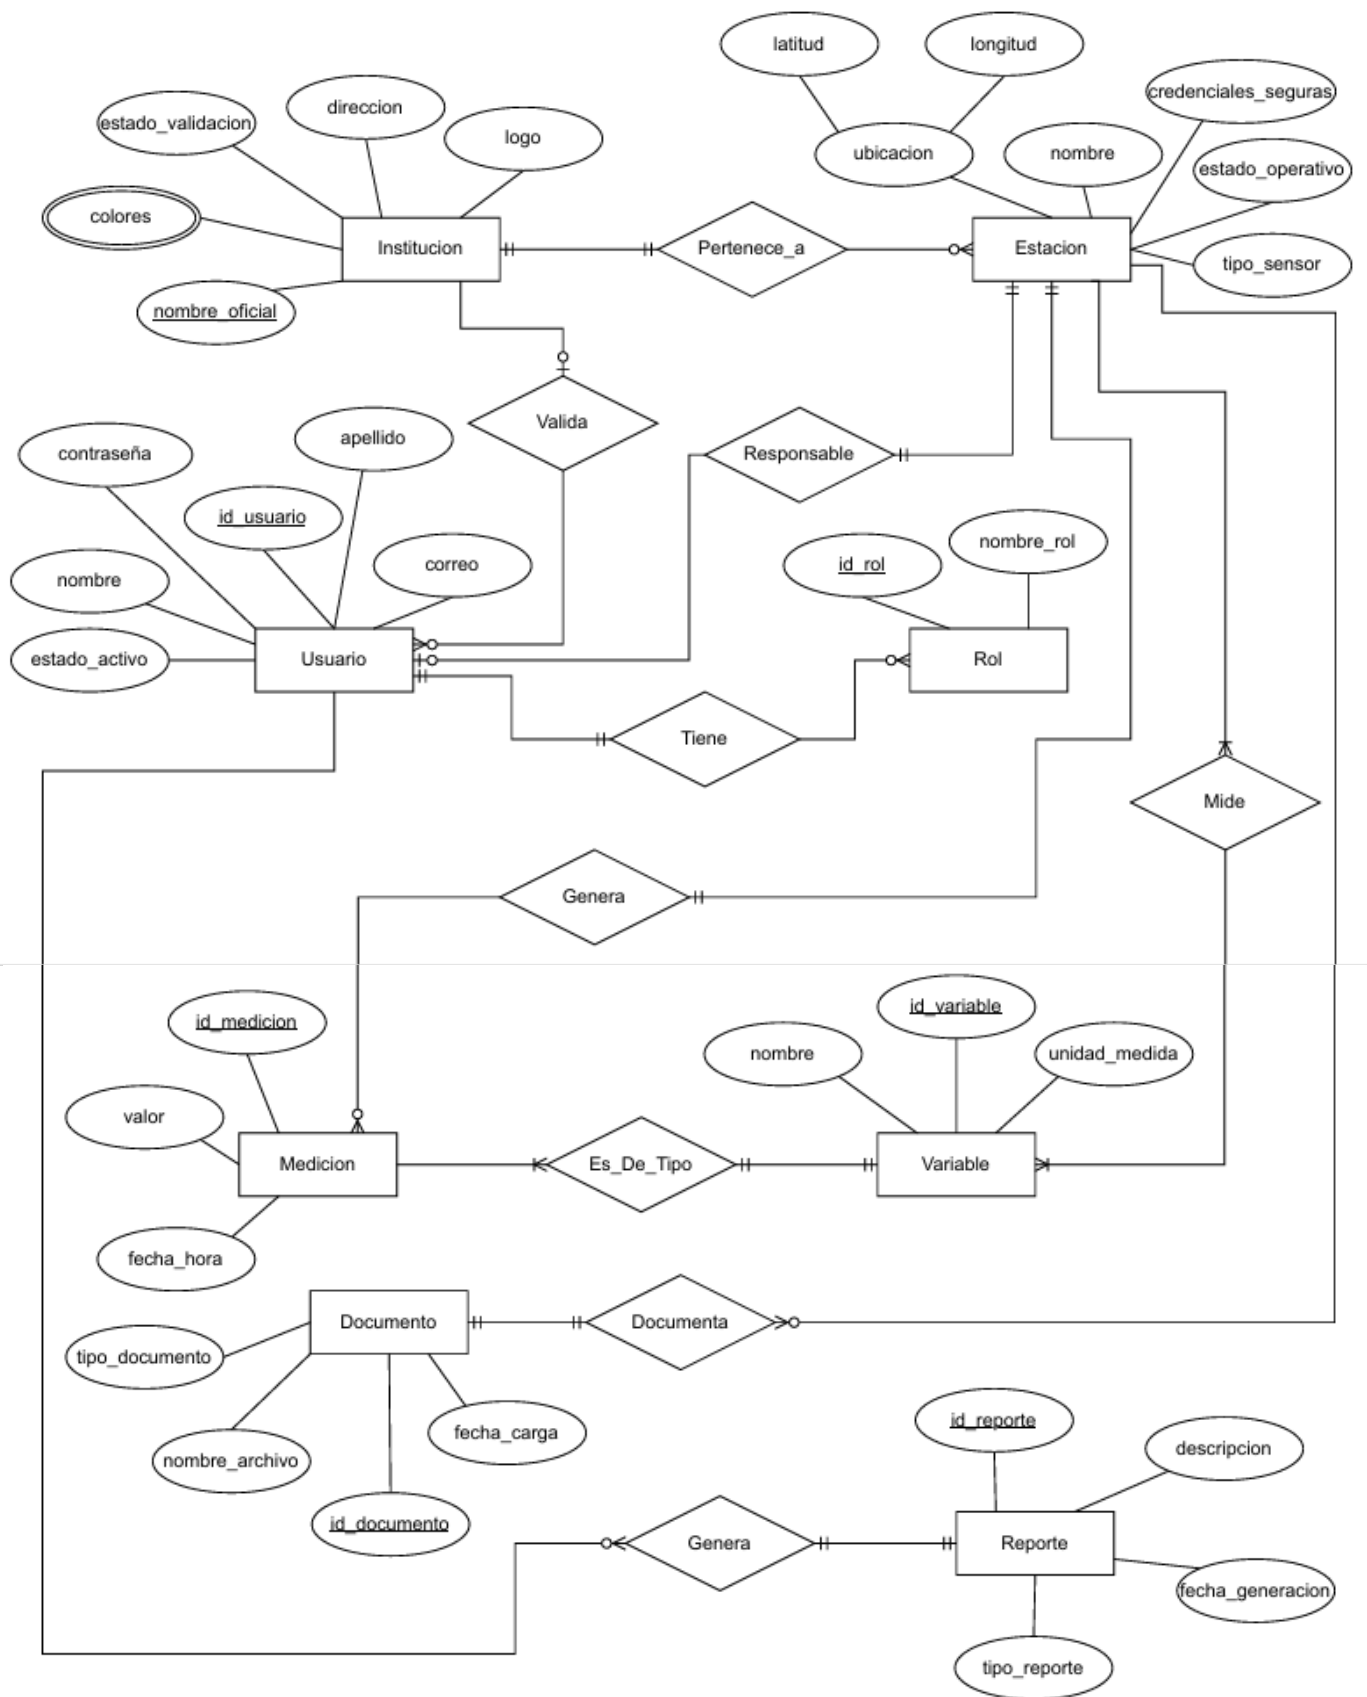 latitud
longitud
credenciales_seguras
direccion
estado_validacion
logo
ubicacion
nombre
estado_operativo
colores
Institucion
Pertenece_a
Estacion
tipo_sensor
nombre_oficial
Valida
apellido
contraseña
Responsable
id_usuario
nombre_rol
correo
id_rol
nombre
estado_activo
Usuario
Rol
Tiene
Mide
Genera
id_medicion
id_variable
nombre
unidad_medida
valor
Medicion
Es_De_Tipo
Variable
fecha_hora
Documento
Documenta
tipo_documento
fecha_carga
nombre_archivo
id_documento
id_reporte
descripcion
Genera
Reporte
fecha_generacion
tipo_reporte